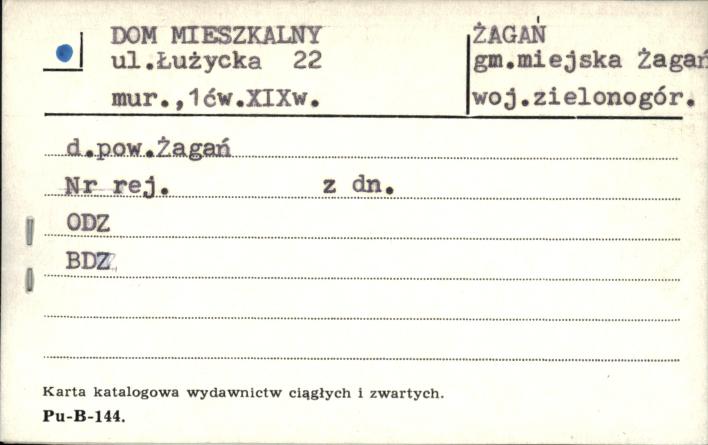 DOM MIESZKALNY
ul.Łużycka 22
mur.,1ćw.XIXw.
ŻAGAŃ
gm.miejska Żagań
woj.zielonogór.
d.pow.Żagań
Nr rej. z dn.
ODZ
BDZ
Karta katalogowa wydawnictw ciągłych i zwartych.
Pu-B-144.